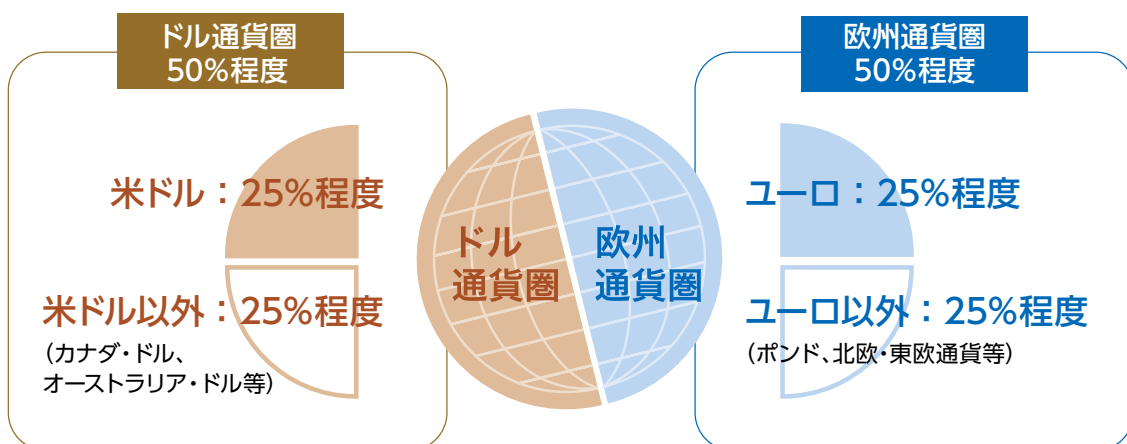 ドル通貨圏
50%程度
米ドル：25%程度
米ドル以外：25%程度
（カナダ・ドル、
オーストラリア・ドル等）
ドル
通貨圏
欧州
通貨圏
欧州通貨圏
50%程度
ユーロ：25%程度
ユーロ以外：25%程度
（ポンド、北欧・東欧通貨等）